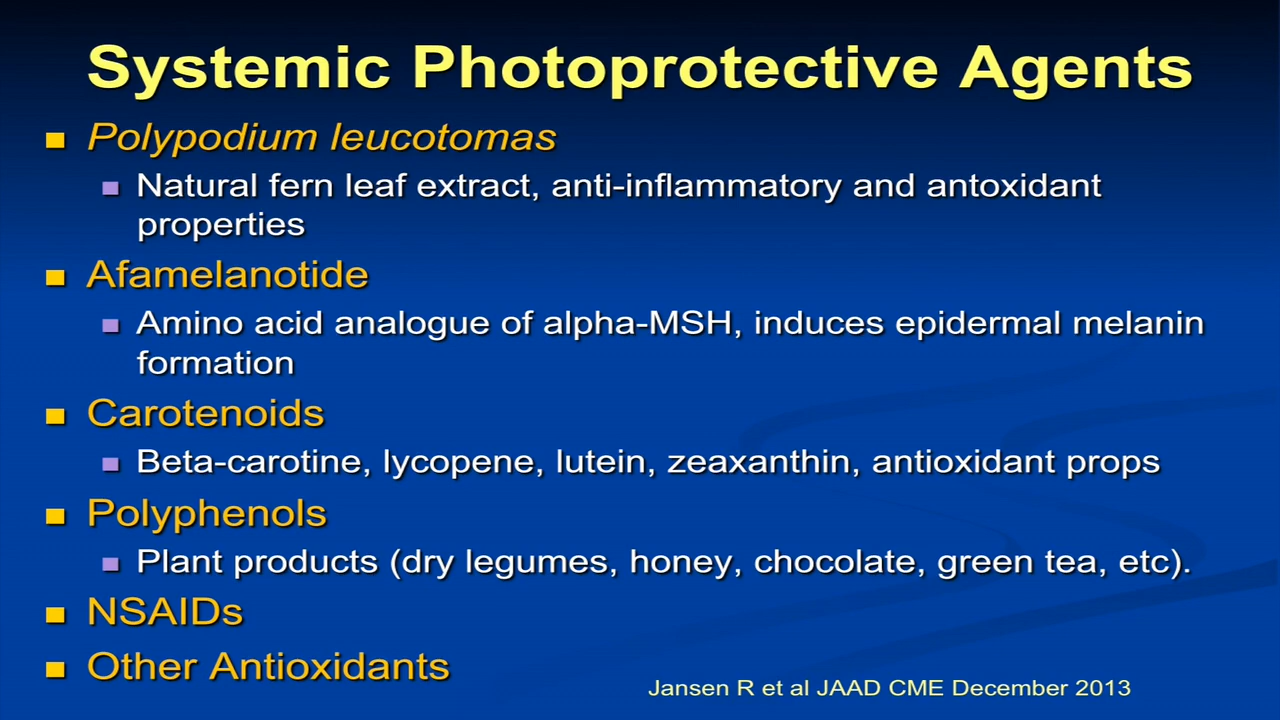 Systemic Photoprotective Agents
Polypodium leucotomas
Natural fern leaf extract, anti-inflammatory and antoxidant
properties
Afamelanotide
Amino acid analogue of alpha-MSH, induces epidermal melanin
formation
Carotenoids
Beta-carotine, lycopene, lutein, zeaxanthin, antioxidant props
Polyphenols
Plant products (dry legumes, honey, chocolate, green tea, etc).
NSAIDs
Other Antioxidants
Jansen R et al JAAD CME December 2013